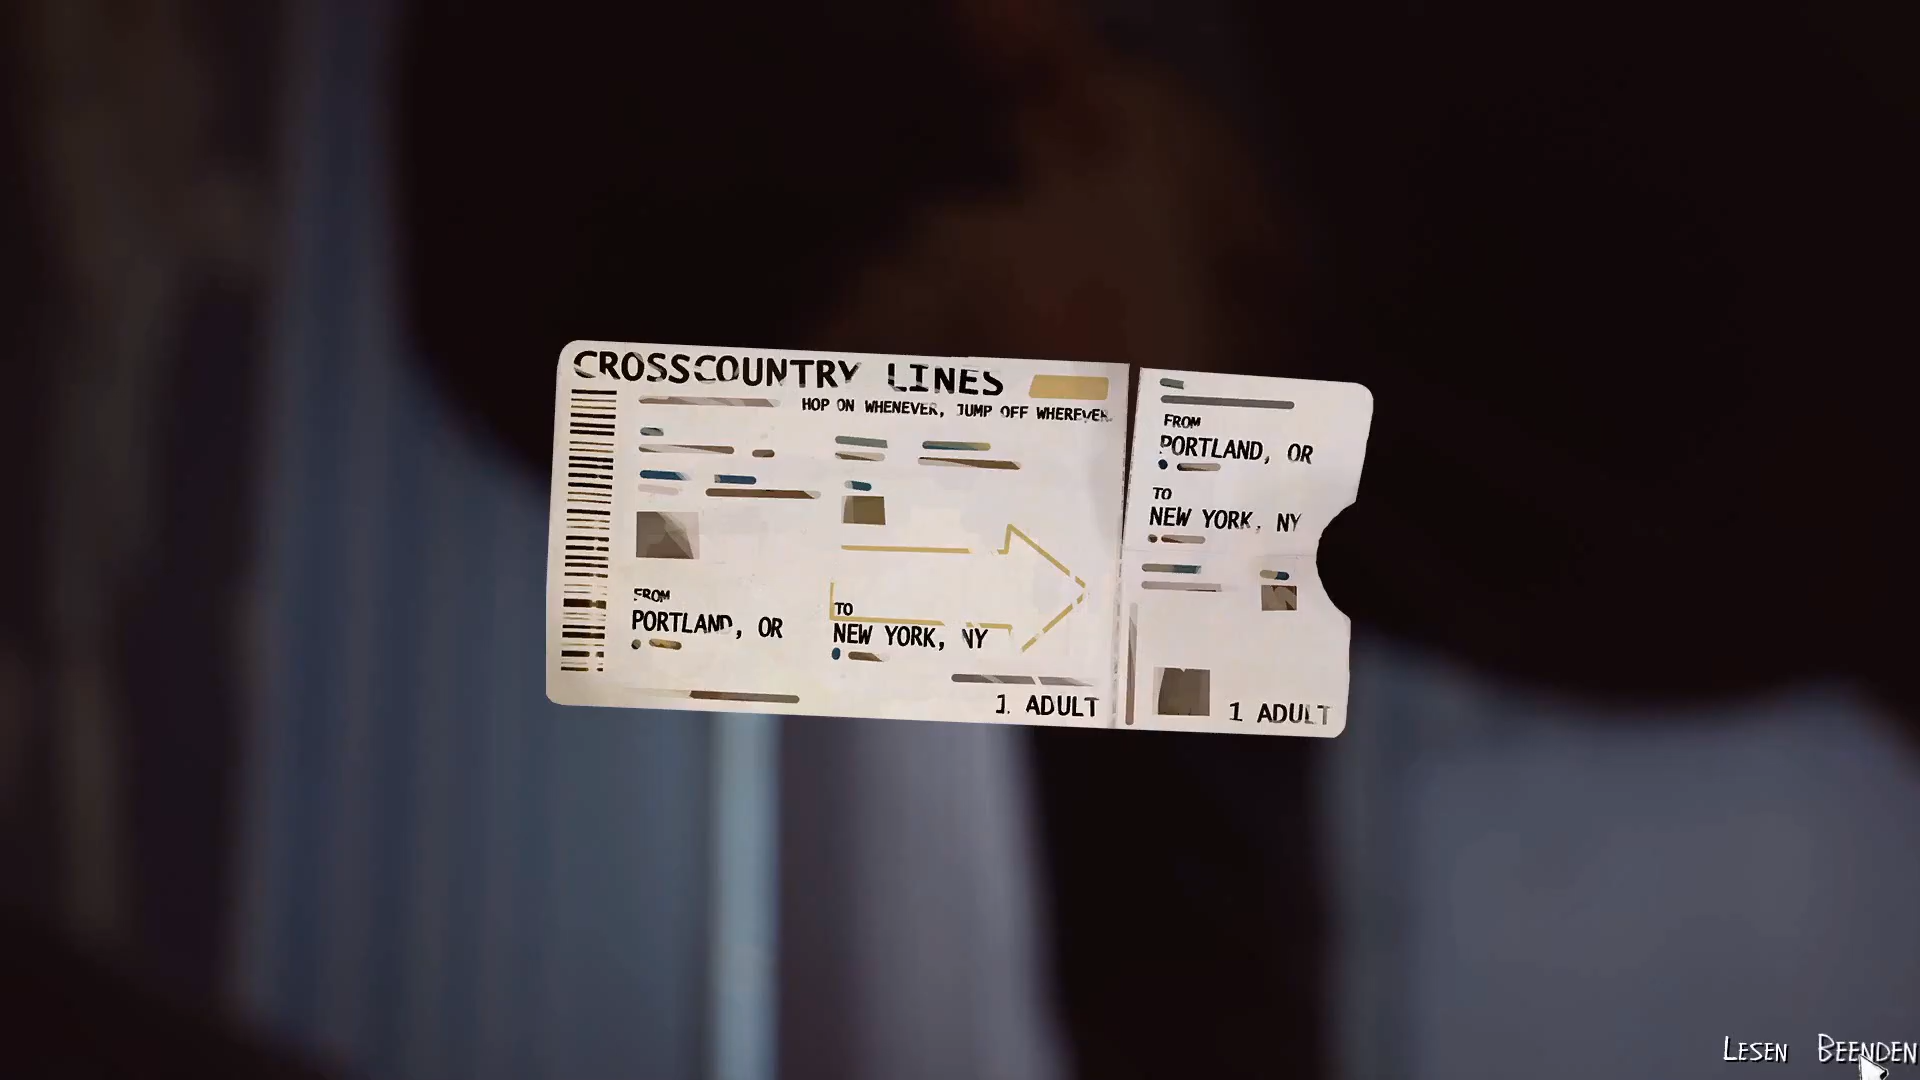 CROSSCOUNTRY LINES
HOP ON WHENEVER, JUMP OFF WHEREVER
FROM
PORTLAND, OR
TO
NEW YORK, NY
1 ADULT
FROM
PORTLAND, OR
TO
NEW YORK, NY
1 ADULT
LESEN BEENDEN